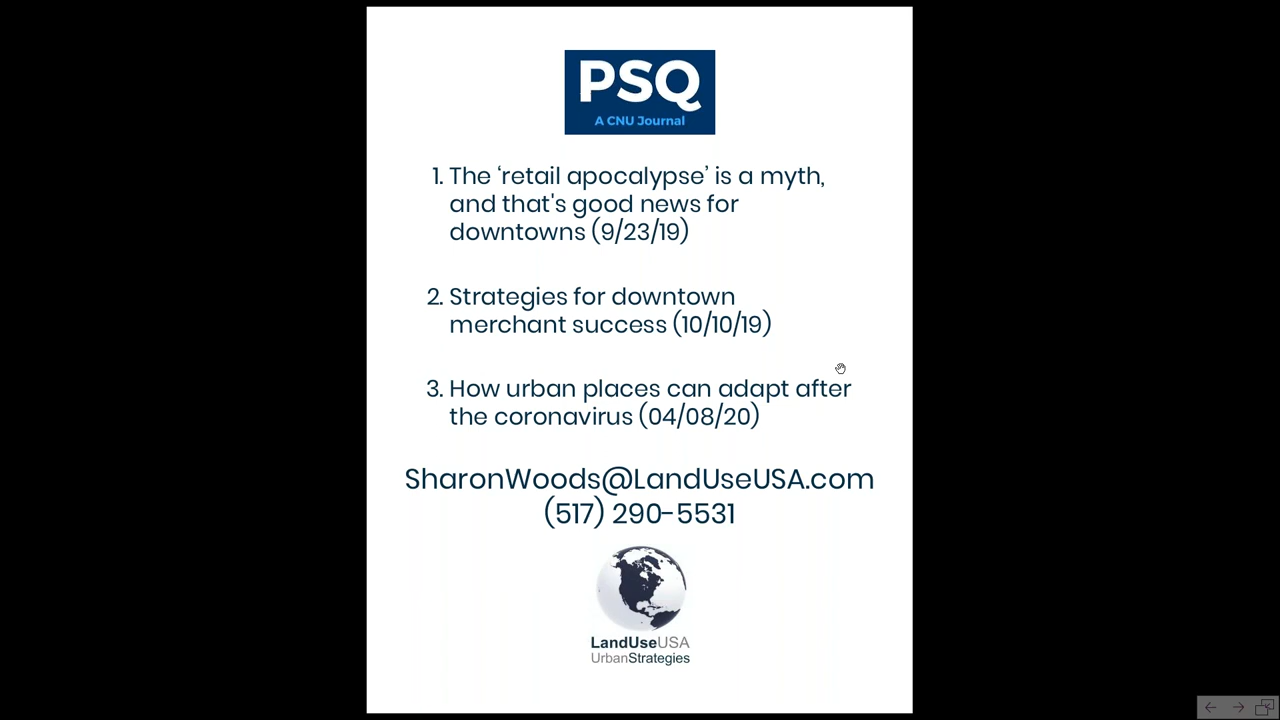 PSQ
A CNU Journal
1. The ‘retail apocalypse’ is a myth,
and that's good news for
downtowns (9/23/19)
2. Strategies for downtown
merchant success (10/10/19)
3. How urban places can adapt after
the coronavirus (04/08/20)
SharonWoods@LandUseUSA.com
(517) 290-5531
LandUseUSA
UrbanStrategies